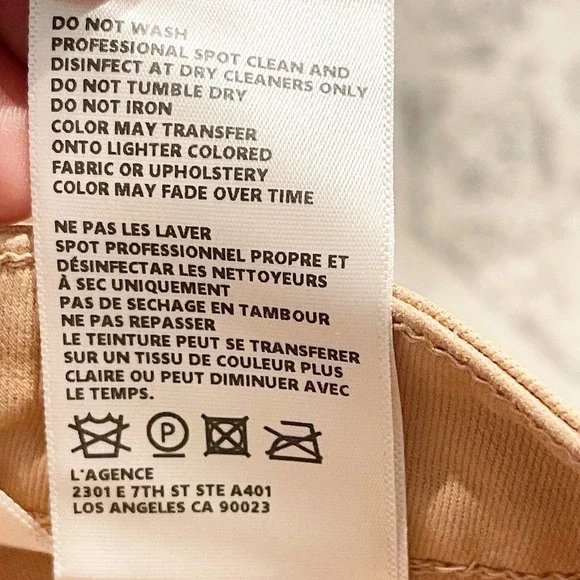 DO NOT WASH
PROFESSIONAL SPOT CLEAN AND
DISINFECT AT DRY CLEANERS ONLY
DO NOT TUMBLE DRY
DO NOT IRON
COLOR MAY TRANSFER
ONTO LIGHTER COLORED
FABRIC OR UPHOLSTERY
COLOR MAY FADE OVER TIME
NE PAS LES LAVER
SPOT PROFESSIONNEL PROPRE ET
DÉSINFECTAR LES NETTOYEURS
À SEC UNIQUEMENT
PAS DE SECHAGE EN TAMBOUR
NE PAS REPASSER
LE TEINTURE PEUT SE TRANSFERER
SUR UN TISSU DE COULEUR PLUS
CLAIRE OU PEUT DIMINUER AVEC
LE TEMPS.
P
L'AGENCE
2301 E 7TH ST STE A401
LOS ANGELES CA 90023